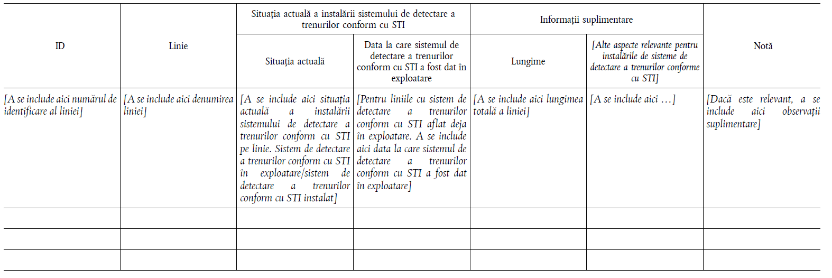 ID
Linie
Situația actuală a instalării sistemului de detectare a
trenurilor conform cu STI
Situația actuală
Data la care sistemul de
detectare a trenurilor
conform cu STI a fost dat în
exploatare
Informații suplimentare
Lungime
[Alte aspecte relevante pentru
instalările de sisteme de
detectare a trenurilor conforme
cu STI]
Notă
[A se include aici numărul de
identificare al liniei]
[A se include aici denumirea
liniei]
[A se include aici situația
actuală a instalării
sistemului de detectare a
trenurilor conform cu STI
pe linie. Sistem de detectare
a trenurilor conform cu STI
în exploatare/sistem de
detectare a trenurilor
conform cu STI instalat]
[Pentru liniile cu sistem de
detectare a trenurilor
conform cu STI aflat deja
în exploatare. A se include
aici data la care sistemul de
detectare a trenurilor
conform cu STI a fost dat
în exploatare]
[A se include aici lungimea
totală a liniei]
[A se include aici …]
[Dacă este relevant, a se
include aici observații
suplimentare]